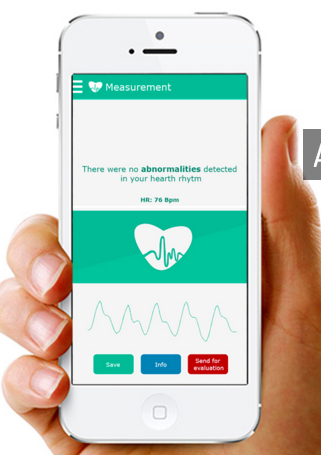 Measurement
A
There were no abnormalities detected
in your hearth rhytm
HR: 76 Bpm
Save
Info
Send for
evaluation